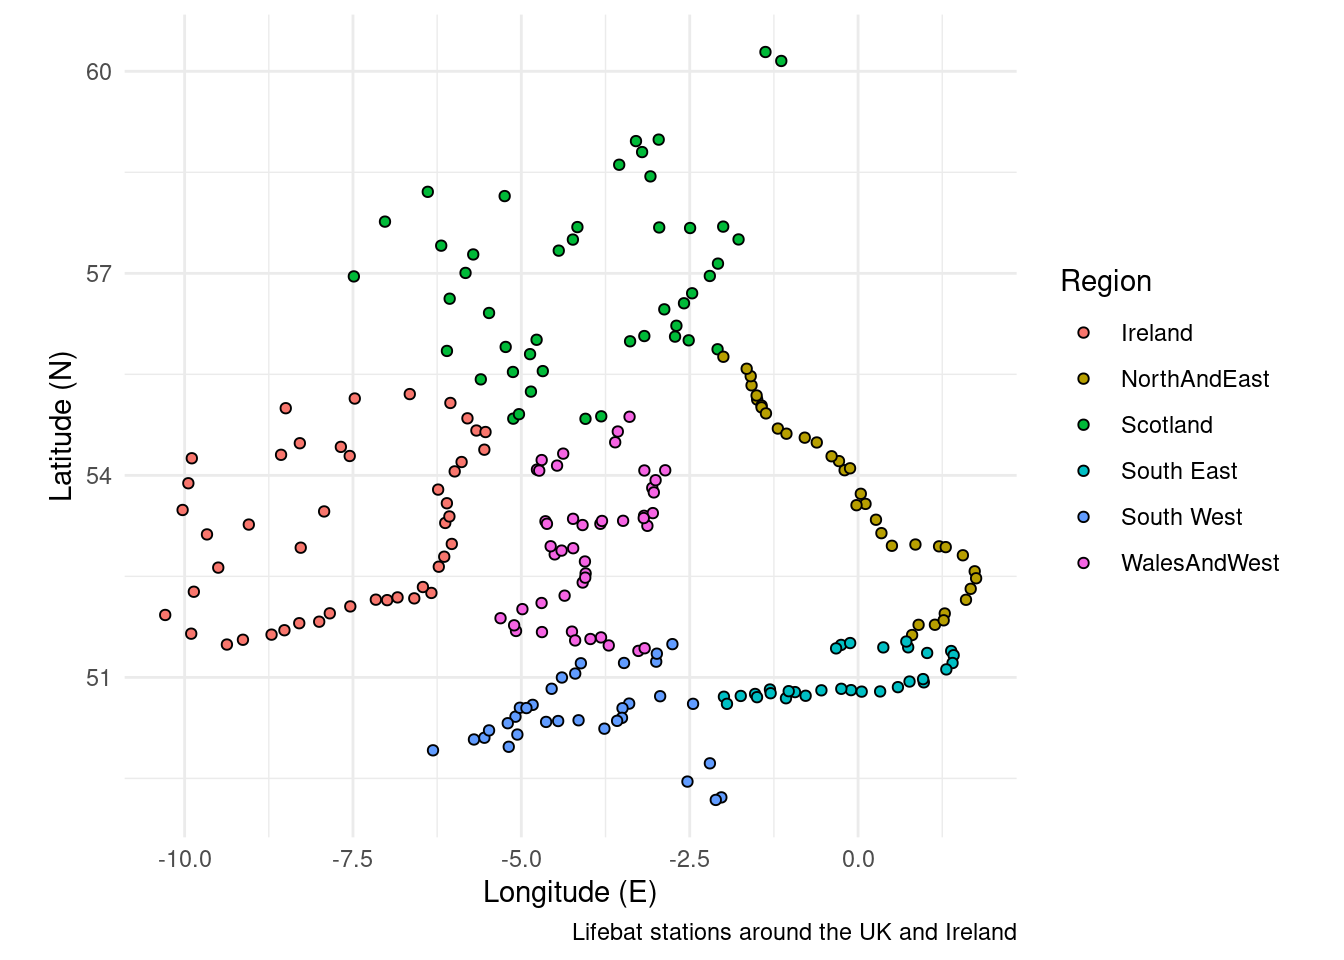 60
57
54
51
Latitude (N)
-10.0 -7.5 -5.0 -2.5 0.0
Longitude (E)
Region
Ireland
NorthAndEast
Scotland
South East
South West
WalesAndWest
Lifebat stations around the UK and Ireland